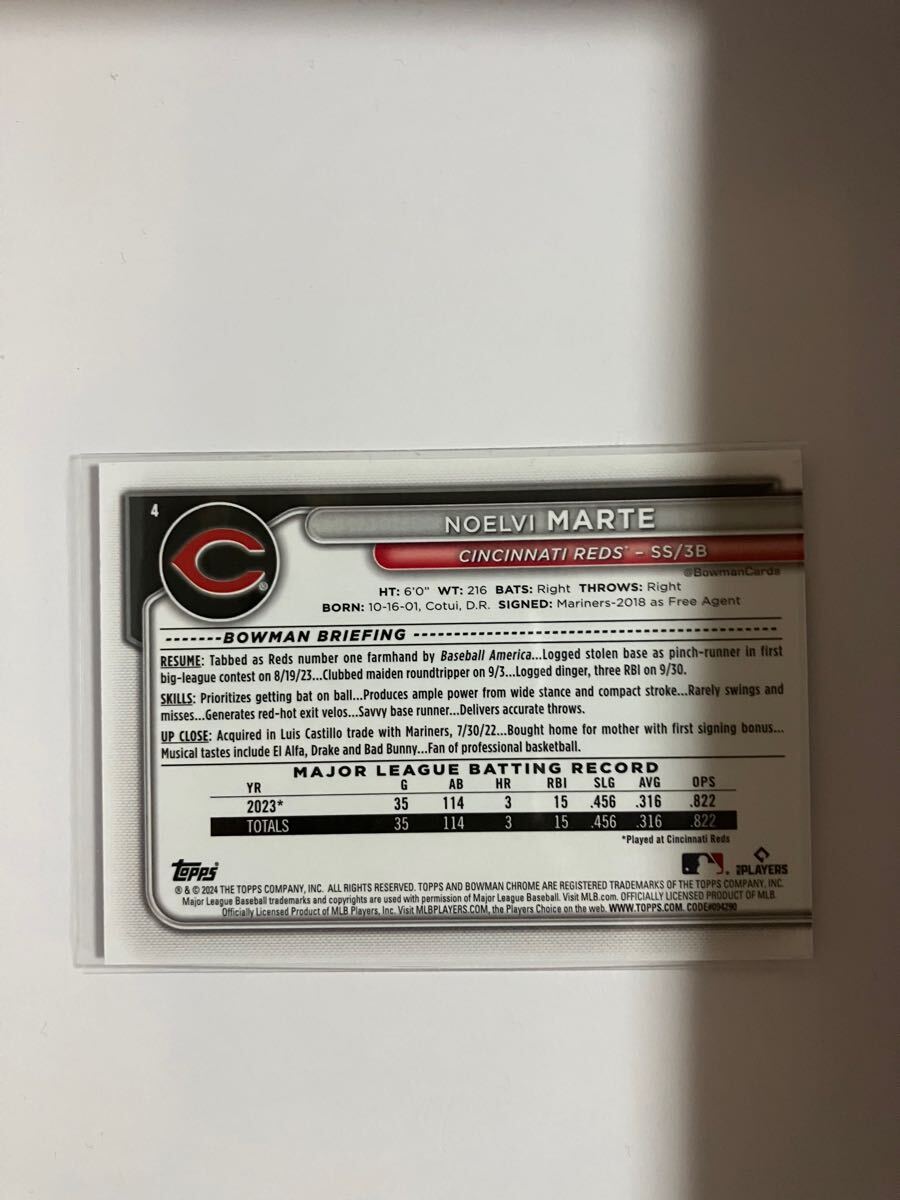 4
NOELVI MARTE
CINCINNATI REDS® - SS/3B
@BowmanCards
HT: 6'0" WT: 216 BATS: Right THROWS: Right
BORN: 10-16-01, Cotui, D.R. SIGNED: Mariners-2018 as Free Agent
BOWMAN BRIEFING
RESUME: Tabbed as Reds number one farmhand by Baseball America...Logged stolen base as pinch-runner in first
big-league contest on 8/19/23...Clubbed maiden roundtripper on 9/3...Logged dinger, three RBI on 9/30.
SKILLS: Prioritizes getting bat on ball...Produces ample power from wide stance and compact stroke...Rarely swings and
misses...Generates red-hot exit velos...Savvy base runner...Delivers accurate throws.
UP CLOSE: Acquired in Luis Castillo trade with Mariners, 7/30/22...Bought home for mother with first signing bonus...
Musical tastes include El Alfa, Drake and Bad Bunny...Fan of professional basketball.
MAJOR LEAGUE BATTING RECORD
YR G AB HR RBI SLG AVG OPS
2023* 35 114 3 15 .456 .316 .822
TOTALS 35 114 3 15 .456 .316 .822
*Played at Cincinnati Reds
Topps
PLAYERS
® & © 2024 THE TOPPS COMPANY, INC. ALL RIGHTS RESERVED. TOPPS AND BOWMAN CHROME ARE REGISTERED TRADEMARKS OF THE TOPPS COMPANY, INC.
Major League Baseball trademarks and copyrights are used with permission of Major League Baseball. Visit MLB.com. OFFICIALLY LICENSED PRODUCT OF MLB.
Officially Licensed Product of MLB Players, Inc. Visit MLBPLAYERS.COM, the Players Choice on the web. WWW.TOPPS.COM. CODE#094290